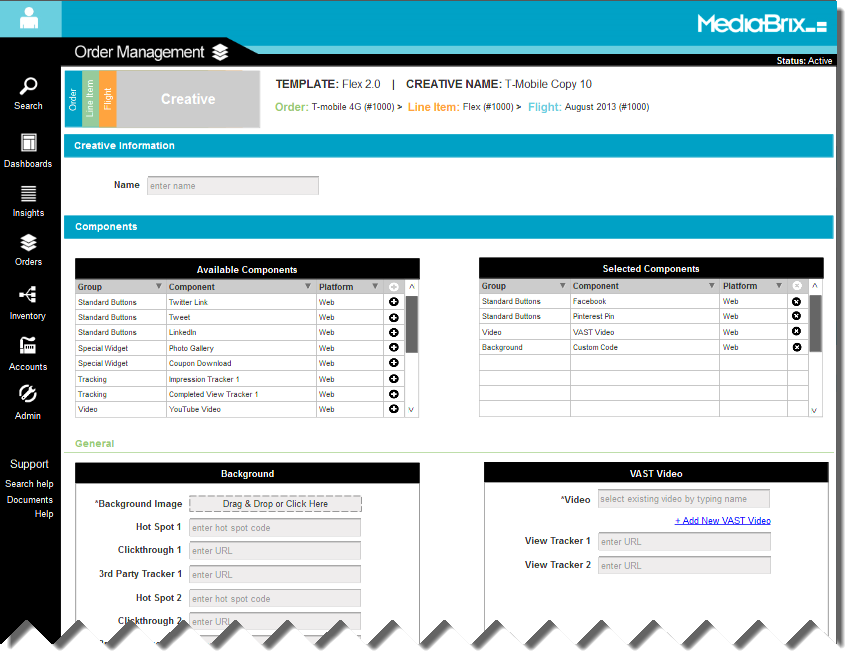 MediaBrix
Order Management
Status: Active
Search
Dashboards
Insights
Orders
Inventory
Accounts
Admin
Support
Search help
Documents
Help
Order
Line Item
Flight
Creative
TEMPLATE: Flex 2.0 | CREATIVE NAME: T-Mobile Copy 10
Order: T-mobile 4G (#1000) > Line Item: Flex (#1000) > Flight: August 2013 (#1000)
Creative Information
Name enter name
Components
Available Components
Group Component Platform
Standard Buttons Twitter Link Web
Standard Buttons Tweet Web
Standard Buttons LinkedIn Web
Special Widget Photo Gallery Web
Special Widget Coupon Download Web
Tracking Impression Tracker 1 Web
Tracking Completed View Tracker 1 Web
Video YouTube Video Web
Selected Components
Group Component Platform
Standard Buttons Facebook Web
Standard Buttons Pinterest Pin Web
Video VAST Video Web
Background Custom Code Web
General
Background
*Background Image Drag & Drop or Click Here
Hot Spot 1 enter hot spot code
Clickthrough 1 enter URL
3rd Party Tracker 1 enter URL
Hot Spot 2 enter hot spot code
Clickthrough 2 enter URL
VAST Video
*Video select existing video by typing name
+ Add New VAST Video
View Tracker 1 enter URL
View Tracker 2 enter URL